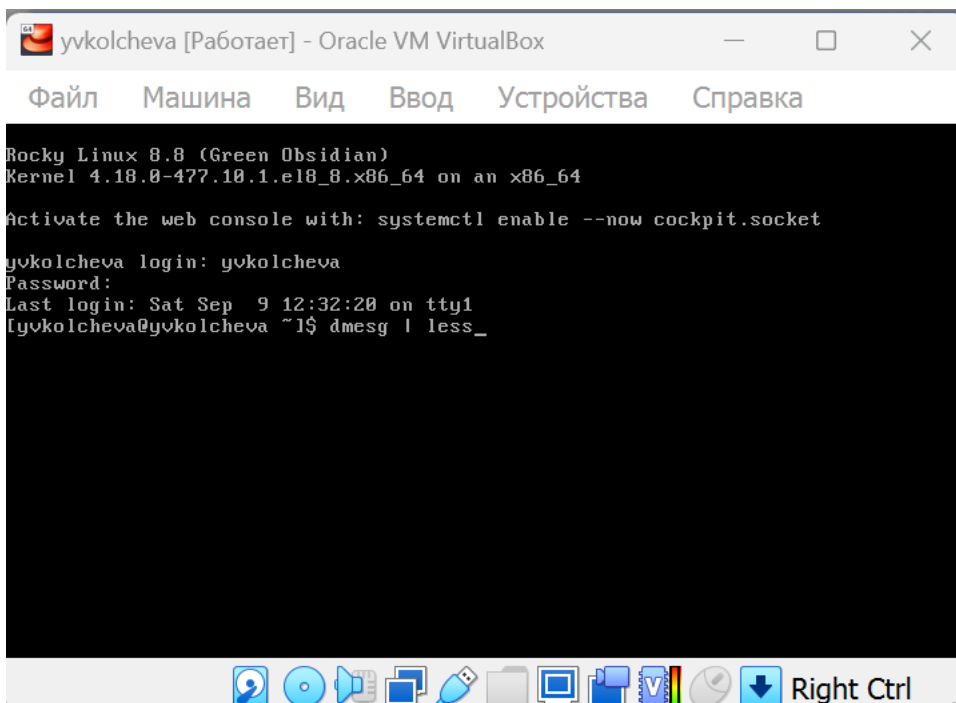 64
yvkolcheva [Работает] - Oracle VM VirtualBox
Файл Машина Вид Ввод Устройства Справка
Rocky Linux 8.8 (Green Obsidian)
Kernel 4.18.0-477.10.1.el8_8.x86_64 on an x86_64
Activate the web console with: systemctl enable --now cockpit.socket
yvkolcheva login: yvkolcheva
Password:
Last login: Sat Sep  9 12:32:20 on tty1
[yvkolcheva@yvkolcheva ~]$ dmesg | less_
V
Right Ctrl